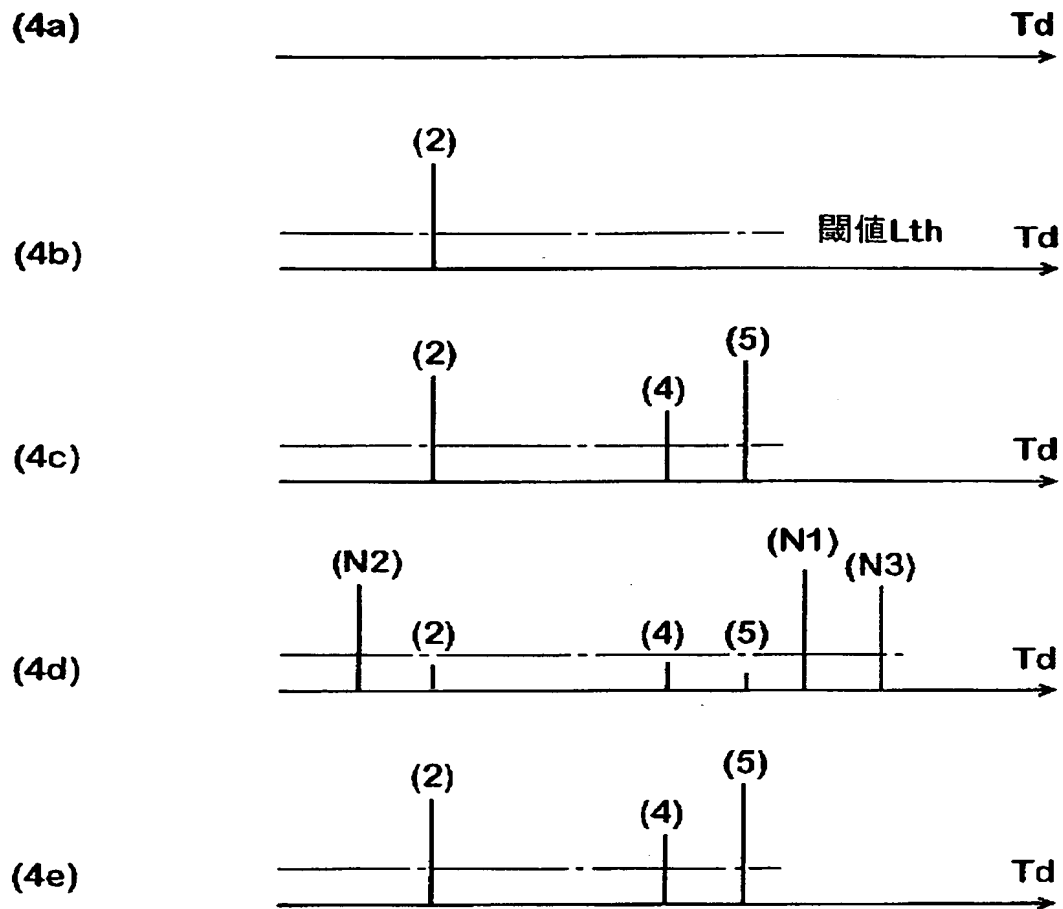 (4a) Td
(2)
(4b) 閾値Lth Td
(2) (4) (5)
(4c) Td
(N2) (N1) (N3)
(2) (4) (5)
(4d) Td
(2) (4) (5)
(4e) Td